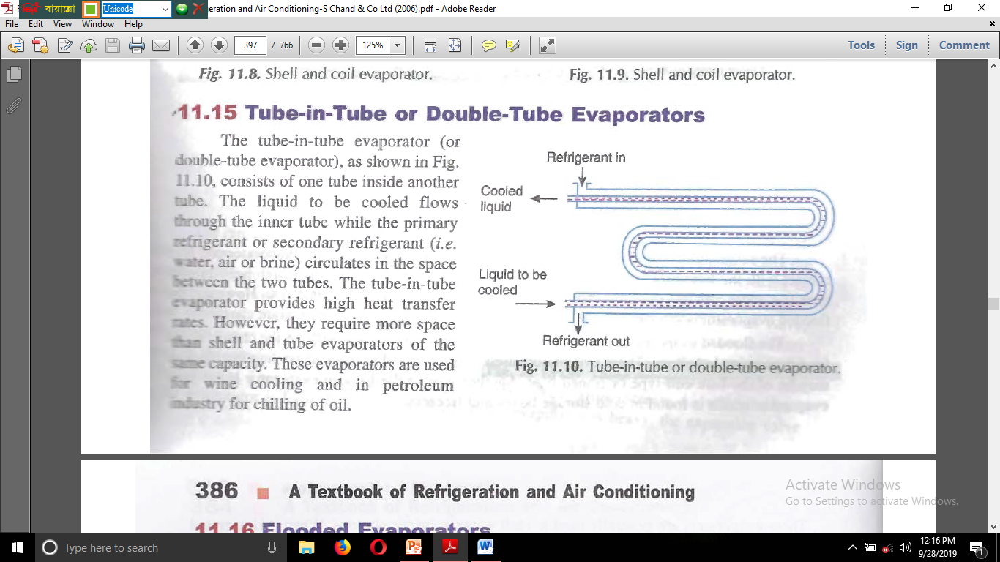 বায়ান্নো
Unicode
eration and Air Conditioning-S Chand & Co Ltd (2006).pdf - Adobe Reader
File Edit View Window Help
397 / 766
125%
Tools Sign Comment
Fig. 11.8. Shell and coil evaporator.
Fig. 11.9. Shell and coil evaporator.
11.15 Tube-in-Tube or Double-Tube Evaporators
The tube-in-tube evaporator (or
double-tube evaporator), as shown in Fig.
11.10, consists of one tube inside another
tube. The liquid to be cooled flows
through the inner tube while the primary
refrigerant or secondary refrigerant (i.e.
water, air or brine) circulates in the space
between the two tubes. The tube-in-tube
evaporator provides high heat transfer
rates. However, they require more space
than shell and tube evaporators of the
same capacity. These evaporators are used
for wine cooling and in petroleum
industry for chilling of oil.
Refrigerant in
Cooled
liquid
Liquid to be
cooled
Refrigerant out
Fig. 11.10. Tube-in-tube or double-tube evaporator.
386 A Textbook of Refrigeration and Air Conditioning
11.16 Flooded Evaporators
Activate Windows
Go to Settings to activate Windows.
Type here to search
12:16 PM
9/28/2019
1